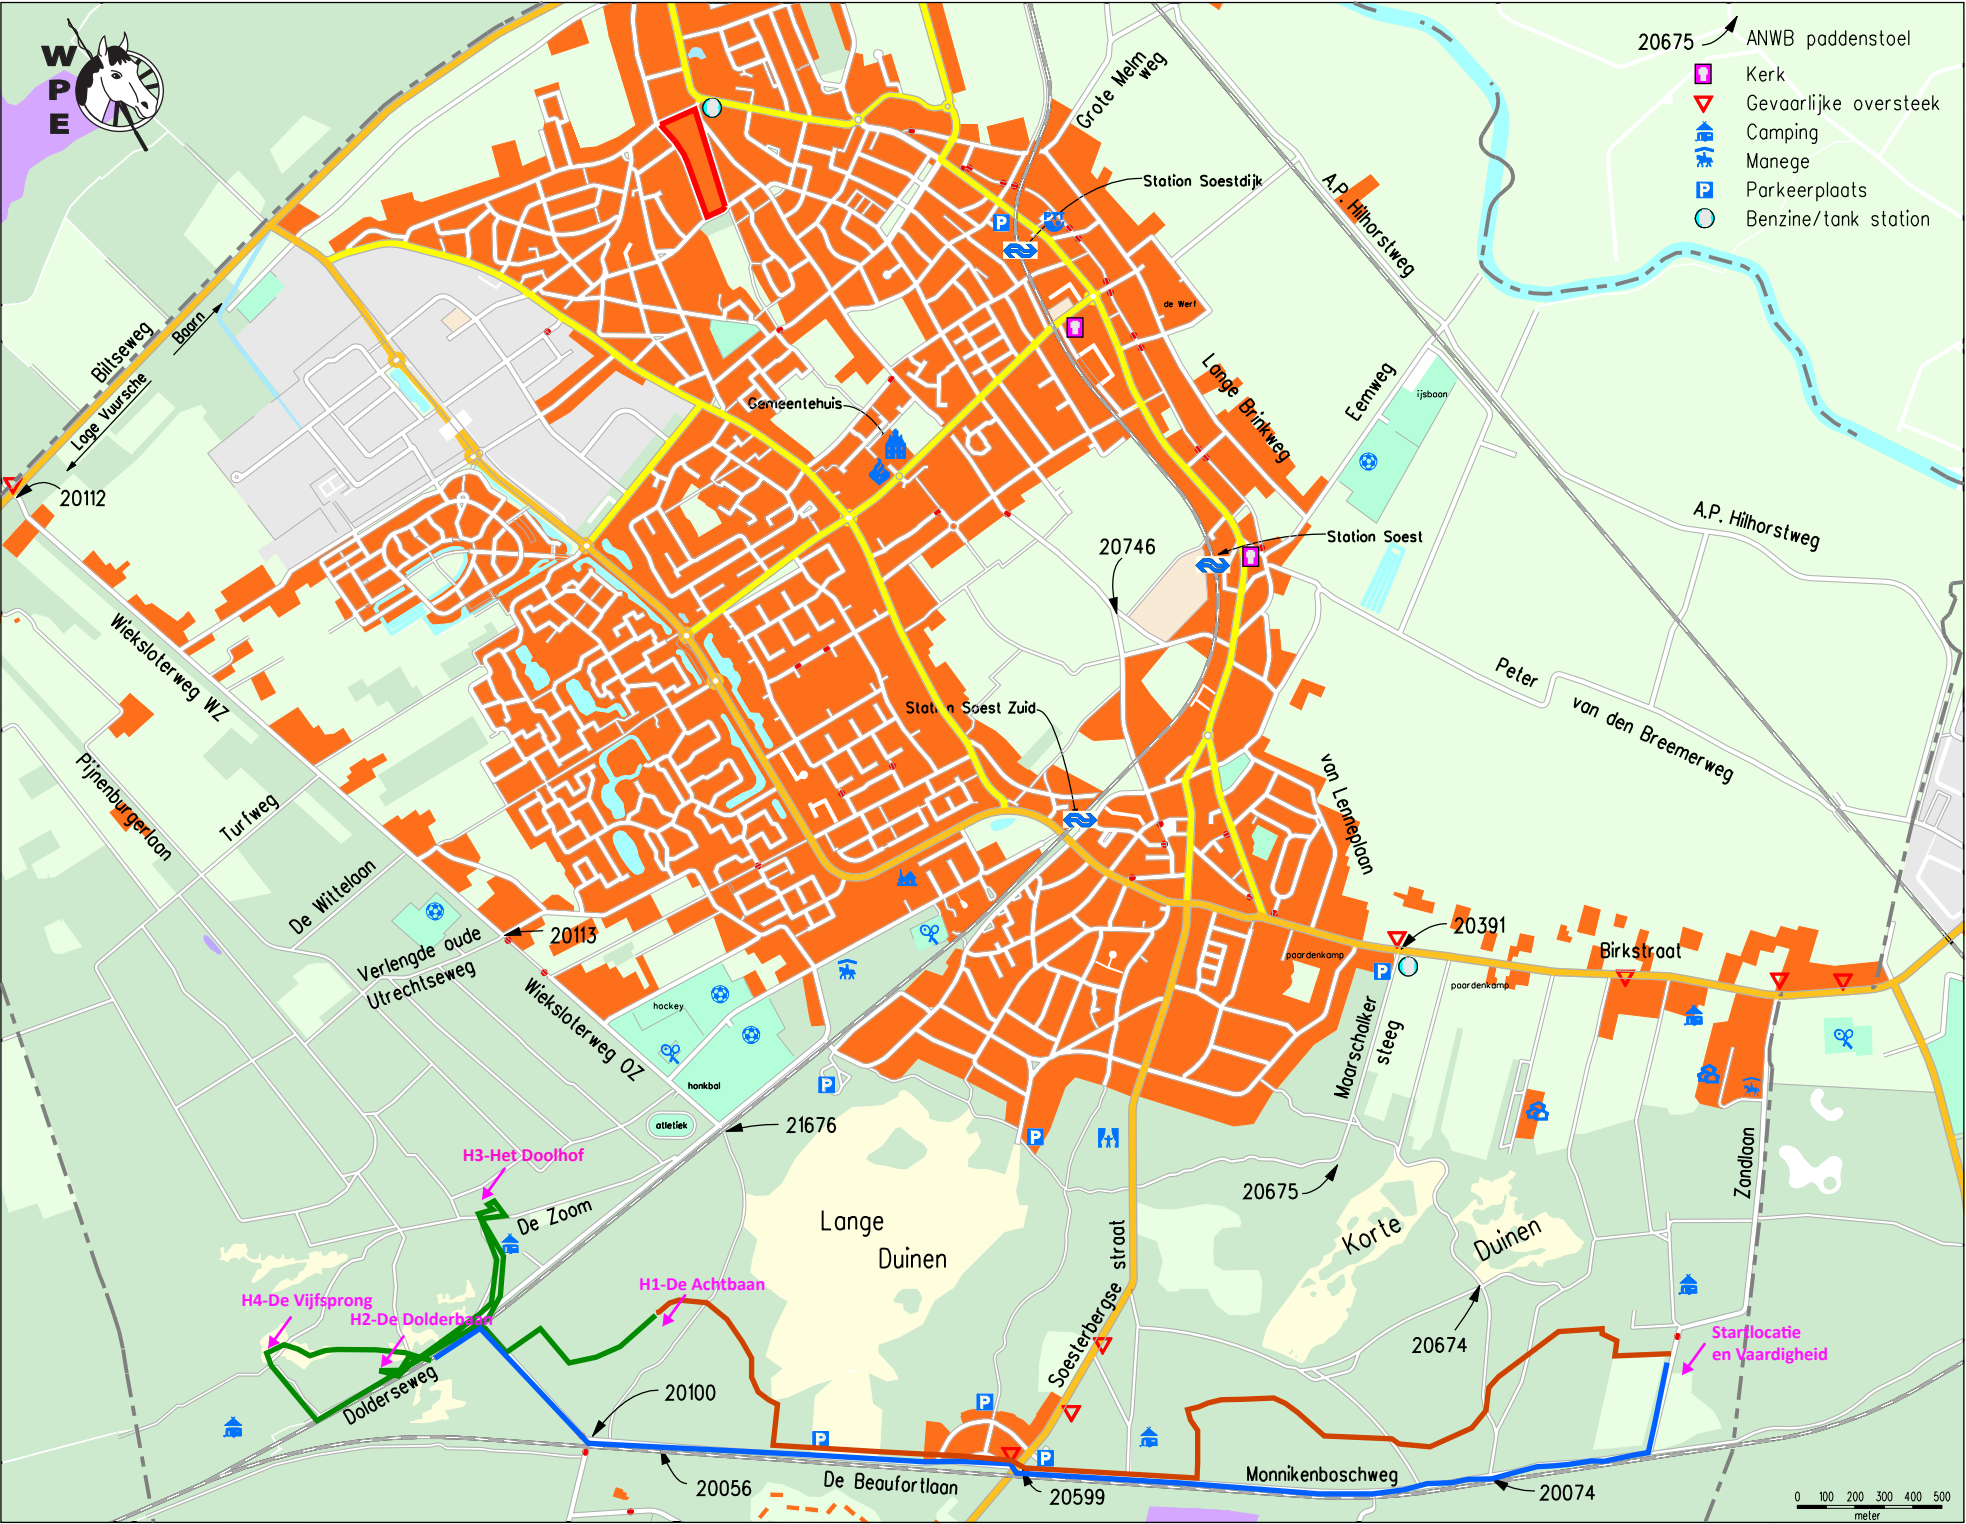 W
P
E
20675
ANWB paddenstoel
Kerk
Gevaarlijke oversteek
Camping
Manege
P Parkeerplaats
Benzine/tank station
Grote Melm
weg
Station Soestdijk
A.P. Hilhorstweg
P
de Werf
Biltseweg
Baarn
Lage Vuursche
20112
Gemeentehuis
Lange Brinkweg
Eemweg
ijsbaan
A.P. Hilhorstweg
20746
Station Soest
Wieksloterweg WZ
Peter
van den Breemerweg
Station Soest Zuid
van Lenneplaan
Pijnenburgerlaan
Turfweg
De Wittelaan
Verlengde oude
Utrechtseweg
20113
Wieksloterweg OZ
hockey
honkbal
atletiek
20391
P
paardenkamp
paardenkamp
Birkstraat
Maarschalker
steeg
P
21676
P
20675
Zandlaan
H3-Het Doolhof
De Zoom
Lange
Duinen
Korte
Duinen
H1-De Achtbaan
H4-De Vijfsprong
H2-De Dolderbaan
Soesterbergse straat
20674
Startlocatie
en Vaardigheid
Dolderseweg
20100
P
P
P
20056
De Beaufortlaan
20599
Monnikenboschweg
20074
0 100 200 300 400 500
meter